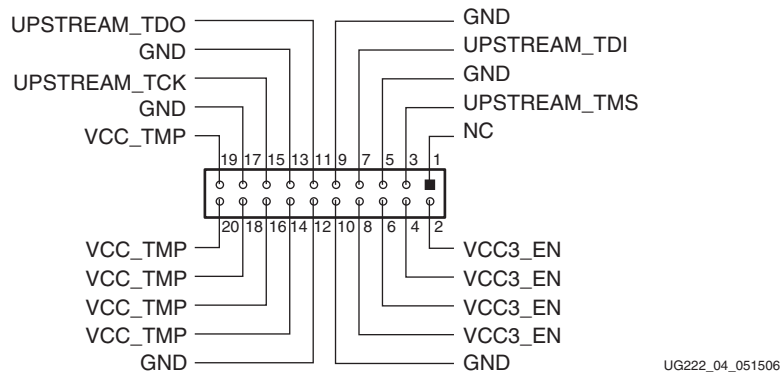 UPSTREAM_TDO
GND
UPSTREAM_TCK
GND
VCC_TMP
GND
UPSTREAM_TDI
GND
UPSTREAM_TMS
NC
19 17 15 13 11 9 7 5 3 1
20 18 16 14 12 10 8 6 4 2
VCC_TMP
VCC_TMP
VCC_TMP
VCC_TMP
GND
VCC3_EN
VCC3_EN
VCC3_EN
VCC3_EN
GND
UG222_04_051506